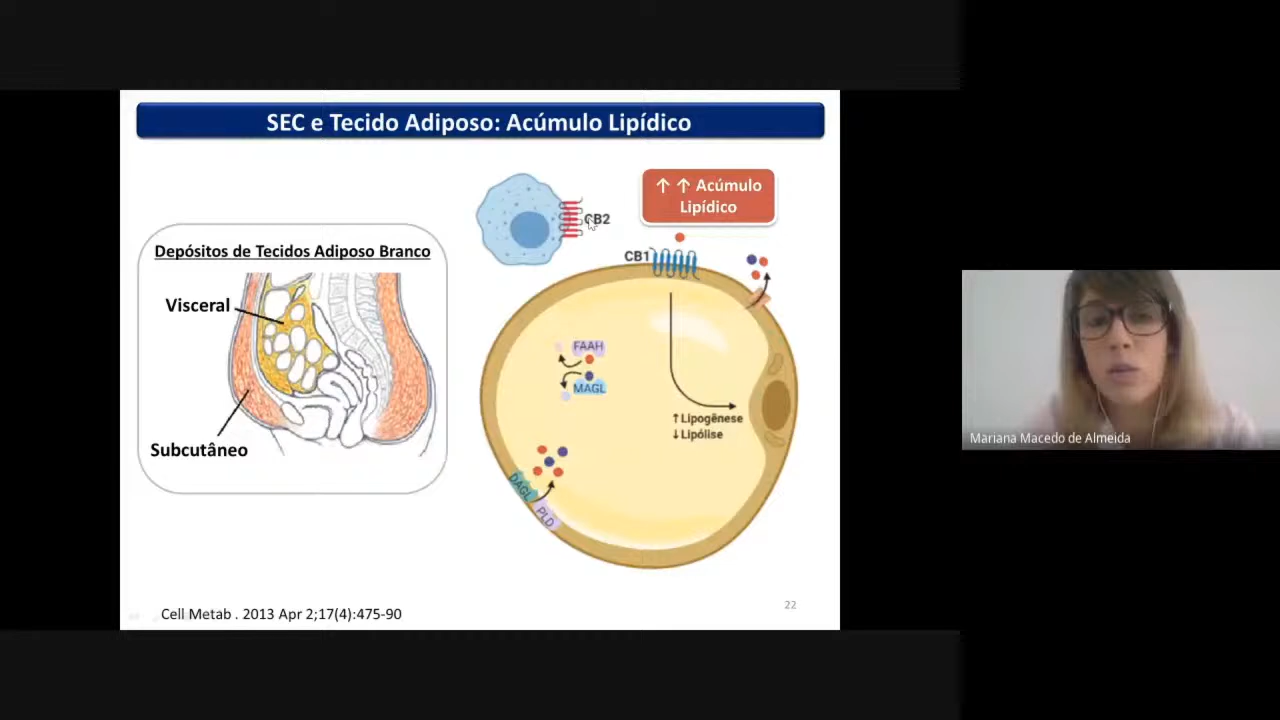 SEC e Tecido Adiposo: Acúmulo Lipídico
Depósitos de Tecidos Adiposo Branco
Visceral
Subcutâneo
CB2
↑ ↑ Acúmulo
Lipídico
CB1
FAAH
MAGL
↑Lipogênese
↓Lipólise
DAGL
PLD
Cell Metab . 2013 Apr 2;17(4):475-90
22
Mariana Macedo de Almeida